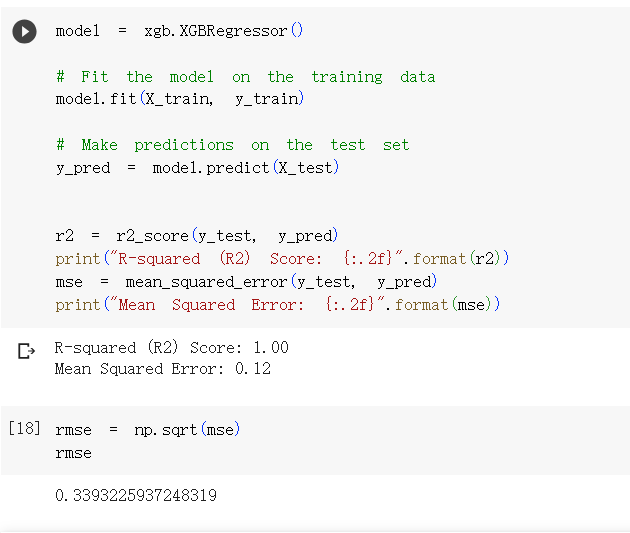 model = xgb.XGBRegressor()
# Fit the model on the training data
model.fit(X_train, y_train)
# Make predictions on the test set
y_pred = model.predict(X_test)
r2 = r2_score(y_test, y_pred)
print("R-squared (R2) Score: {:.2f}".format(r2))
mse = mean_squared_error(y_test, y_pred)
print("Mean Squared Error: {:.2f}".format(mse))
R-squared (R2) Score: 1.00
Mean Squared Error: 0.12
[18] rmse = np.sqrt(mse)
rmse
0.3393225937248319